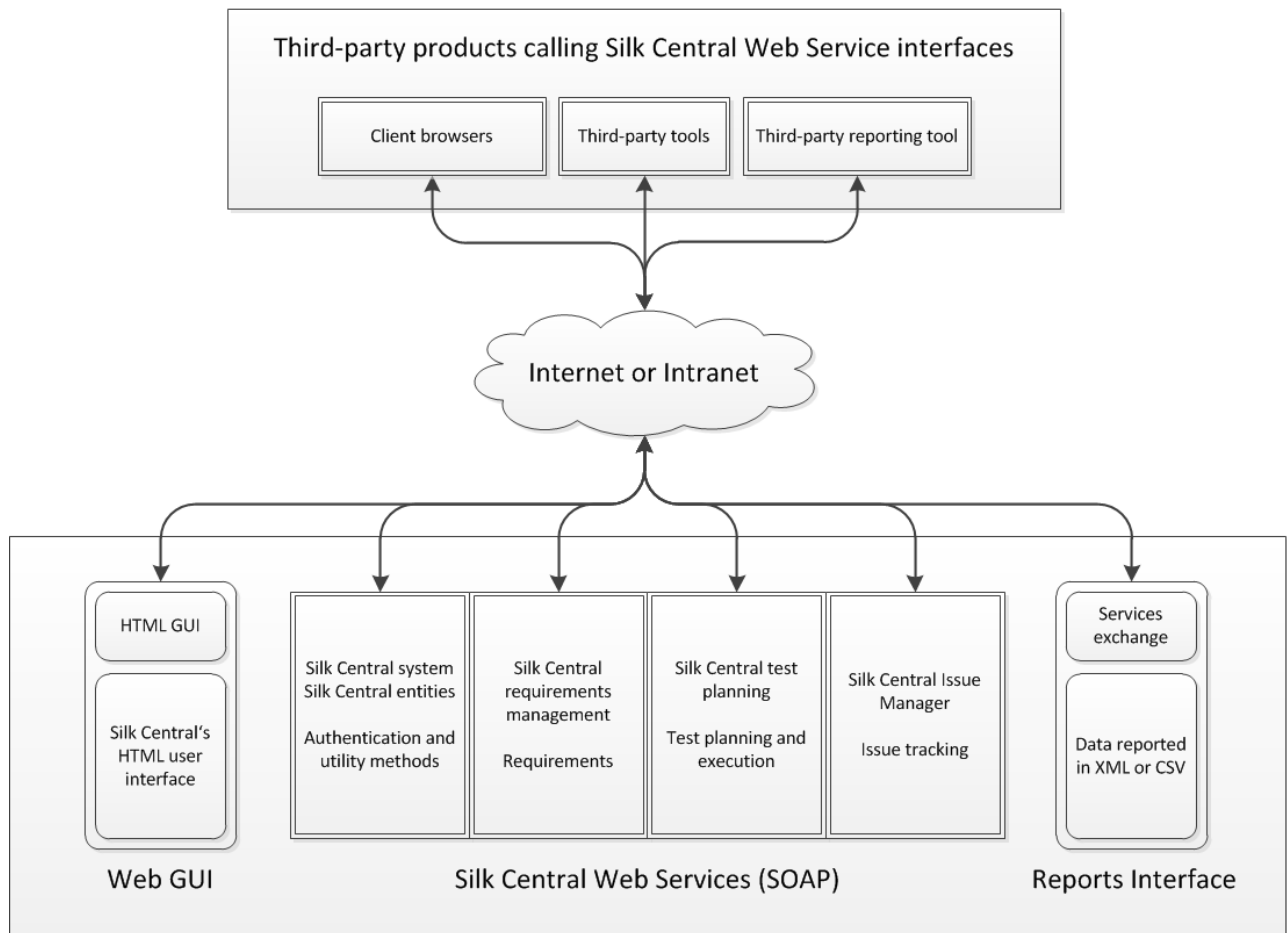 Third-party products calling Silk Central Web Service interfaces
Client browsers
Third-party tools
Third-party reporting tool
Internet or Intranet
HTML GUI
Silk Central‘s
HTML user
interface
Web GUI
Silk Central system
Silk Central entities
Authentication and
utility methods
Silk Central
requirements
management
Requirements
Silk Central test
planning
Test planning and
execution
Silk Central Issue
Manager
Issue tracking
Silk Central Web Services (SOAP)
Services
exchange
Data reported
in XML or CSV
Reports Interface